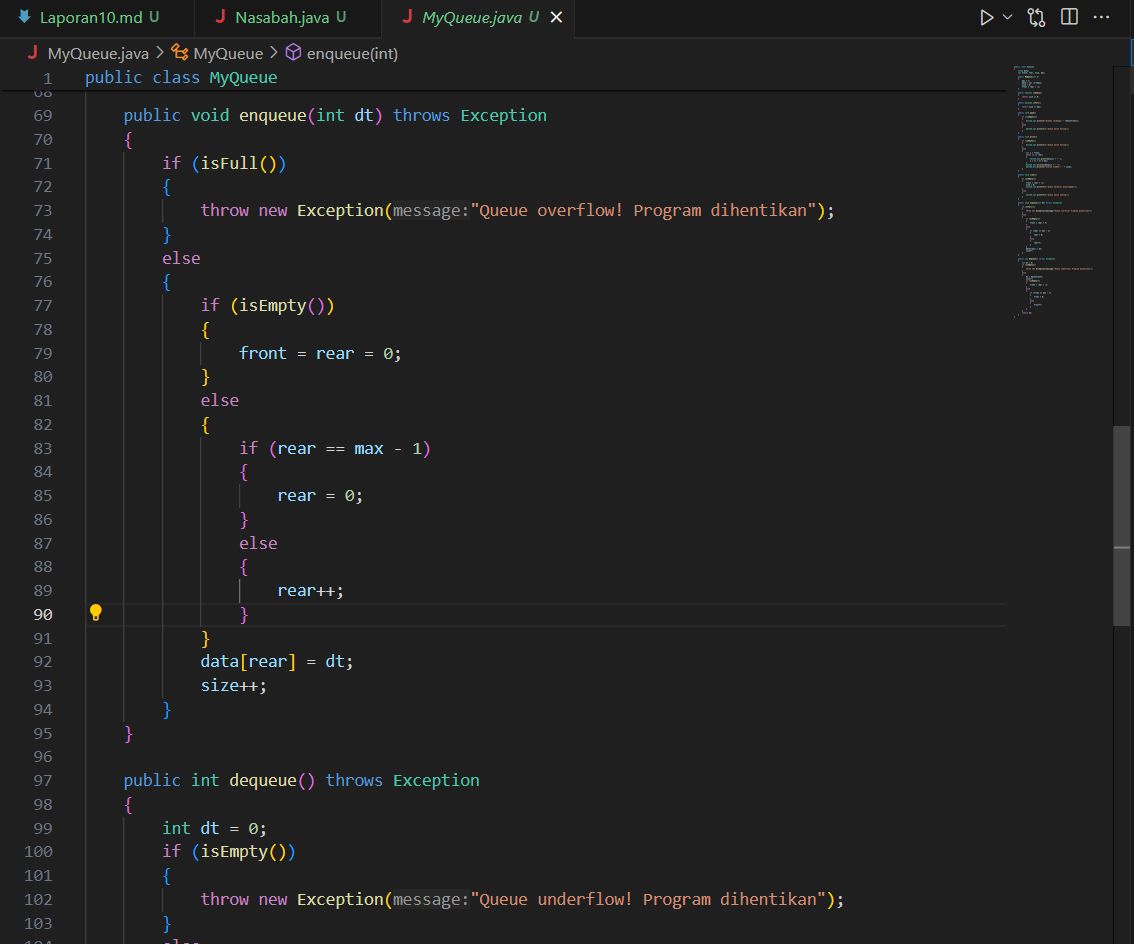 Laporan10.md U
J Nasabah.java U
J MyQueue.java U
J MyQueue.java > MyQueue > enqueue(int)
1 public class MyQueue
68
69 public void enqueue(int dt) throws Exception
70 {
71 if (isFull())
72 {
73 throw new Exception(message:"Queue overflow! Program dihentikan");
74 }
75 else
76 {
77 if (isEmpty())
78 {
79 front = rear = 0;
80 }
81 else
82 {
83 if (rear == max - 1)
84 {
85 rear = 0;
86 }
87 else
88 {
89 rear++;
90 }
91 }
92 data[rear] = dt;
93 size++;
94 }
95 }
96
97 public int dequeue() throws Exception
98 {
99 int dt = 0;
100 if (isEmpty())
101 {
102 throw new Exception(message:"Queue underflow! Program dihentikan");
103 }
104 else